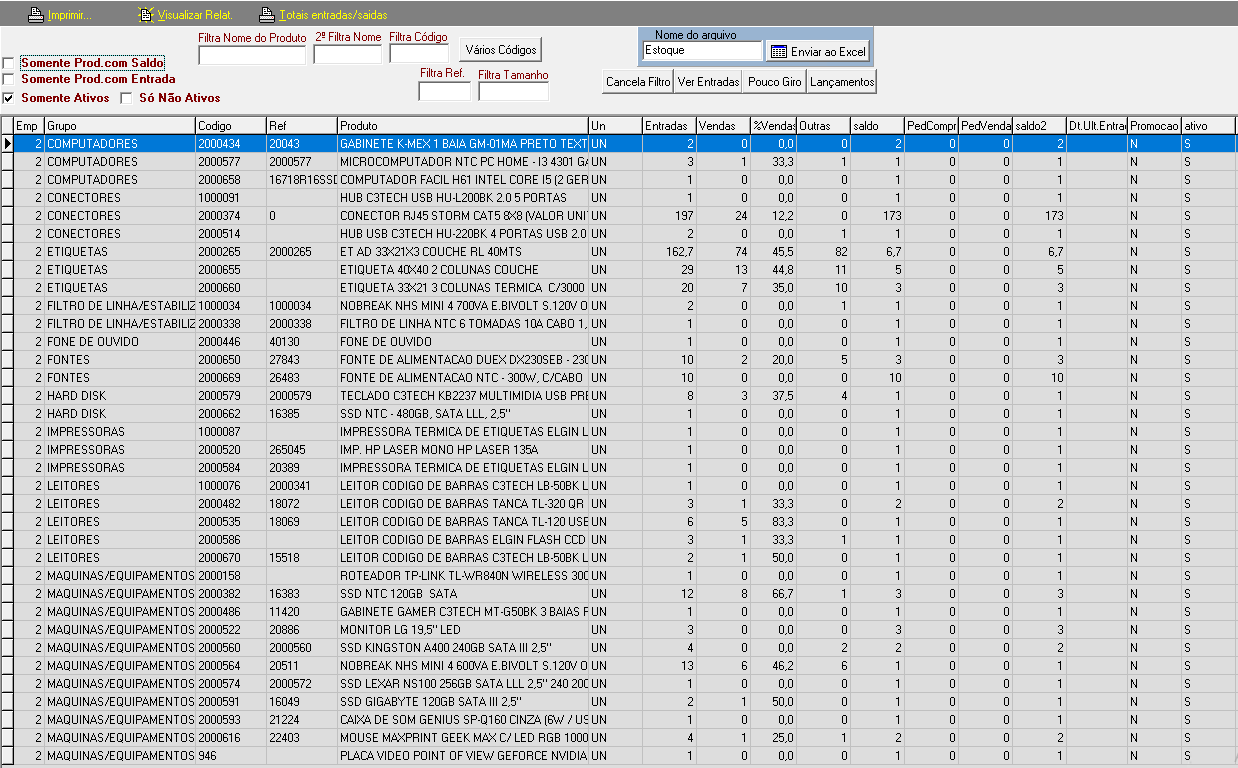 Imprimir... Visualizar Relat. Totais entradas/saidas
Filtra Nome do Produto 2ª Filtra Nome Filtra Código Vários Códigos
Nome do arquivo
Estoque Enviar ao Excel
Somente Prod.com Saldo
Somente Prod.com Entrada
Somente Ativos Só Não Ativos
Filtra Ref. Filtra Tamanho
Cancela Filtro Ver Entradas Pouco Giro Lançamentos
Emp Grupo Codigo Ref Produto Un Entradas Vendas %Vendas Outras saldo PedCompr PedVenda saldo2 Dt.Ult.Entrad Promocao ativo
2 COMPUTADORES 2000434 20043 GABINETE K-MEX 1 BAIA GM-01MA PRETO TEXT UN 2 0 0,0 0 2 0 0 2 N S
2 COMPUTADORES 2000577 2000577 MICROCOMPUTADOR NTC PC HOME - I3 4301 GA UN 3 1 33,3 1 1 0 0 1 N S
2 COMPUTADORES 2000658 16718R16SSD COMPUTADOR FACIL H61 INTEL CORE I5 (2 GER UN 1 0 0,0 0 1 0 0 1 N S
2 CONECTORES 1000091 HUB C3TECH USB HU-L200BK 2.0 5 PORTAS UN 1 0 0,0 0 1 0 0 1 N S
2 CONECTORES 2000374 0 CONECTOR RJ45 STORM CAT5 8X8 (VALOR UNI UN 197 24 12,2 0 173 0 0 173 N S
2 CONECTORES 2000514 HUB USB C3TECH HU-220BK 4 PORTAS USB 2.0 UN 2 0 0,0 1 1 0 0 1 N S
2 ETIQUETAS 2000265 2000265 ET AD 33X21X3 COUCHE RL 40MTS UN 162,7 74 45,5 82 6,7 0 0 6,7 N S
2 ETIQUETAS 2000655 ETIQUETA 40X40 2 COLUNAS COUCHE UN 29 13 44,8 11 5 0 0 5 N S
2 ETIQUETAS 2000660 ETIQUETA 33X21 3 COLUNAS TERMICA C/3000 UN 20 7 35,0 10 3 0 0 3 N S
2 FILTRO DE LINHA/ESTABILIZ 1000034 1000034 NOBREAK NHS MINI 4 700VA E.BIVOLT S.120V O UN 2 0 0,0 1 1 0 0 1 N S
2 FILTRO DE LINHA/ESTABILIZ 2000338 2000338 FILTRO DE LINHA NTC 6 TOMADAS 10A CABO 1, UN 1 0 0,0 0 1 0 0 1 N S
2 FONE DE OUVIDO 2000446 40130 FONE DE OUVIDO UN 1 0 0,0 0 1 0 0 1 N S
2 FONTES 2000650 27843 FONTE DE ALIMENTACAO DUEX DX230SEB - 230 UN 10 2 20,0 5 3 0 0 3 N S
2 FONTES 2000669 26483 FONTE DE ALIMENTACAO NTC - 300W, C/CABO UN 10 0 0,0 0 10 0 0 10 N S
2 HARD DISK 2000579 2000579 TECLADO C3TECH KB2237 MULTIMIDIA USB PRE UN 8 3 37,5 4 1 0 0 1 N S
2 HARD DISK 2000662 16385 SSD NTC - 480GB, SATA LLL, 2,5" UN 1 0 0,0 0 1 0 0 1 N S
2 IMPRESSORAS 1000087 IMPRESSORA TERMICA DE ETIQUETAS ELGIN L UN 1 0 0,0 0 1 0 0 1 N S
2 IMPRESSORAS 2000520 265045 IMP. HP LASER MONO HP LASER 135A UN 1 0 0,0 0 1 0 0 1 N S
2 IMPRESSORAS 2000584 20389 IMPRESSORA TERMICA DE ETIQUETAS ELGIN L UN 1 0 0,0 0 1 0 0 1 N S
2 LEITORES 1000076 2000341 LEITOR CODIGO DE BARRAS C3TECH LB-50BK L UN 1 0 0,0 0 1 0 0 1 N S
2 LEITORES 2000482 18072 LEITOR CODIGO DE BARRAS TANCA TL-320 QR UN 3 1 33,3 0 2 0 0 2 N S
2 LEITORES 2000535 18069 LEITOR CODIGO DE BARRAS TANCA TL-120 USB UN 6 5 83,3 0 1 0 0 1 N S
2 LEITORES 2000586 LEITOR CODIGO DE BARRAS ELGIN FLASH CCD UN 3 1 33,3 1 1 0 0 1 N S
2 LEITORES 2000670 15518 LEITOR CODIGO DE BARRAS C3TECH LB-50BK L UN 2 1 50,0 0 1 0 0 1 N S
2 MAQUINAS/EQUIPAMENTOS 2000158 ROTEADOR TP-LINK TL-WR840N WIRELESS 300 UN 1 0 0,0 0 1 0 0 1 N S
2 MAQUINAS/EQUIPAMENTOS 2000382 16383 SSD NTC 120GB SATA UN 12 8 66,7 1 3 0 0 3 N S
2 MAQUINAS/EQUIPAMENTOS 2000486 11420 GABINETE GAMER C3TECH MT-G50BK 3 BAIAS F UN 1 0 0,0 0 1 0 0 1 N S
2 MAQUINAS/EQUIPAMENTOS 2000522 20886 MONITOR LG 19,5" LED UN 3 0 0,0 0 3 0 0 3 N S
2 MAQUINAS/EQUIPAMENTOS 2000560 2000560 SSD KINGSTON A400 240GB SATA III 2,5" UN 4 0 0,0 2 2 0 0 2 N S
2 MAQUINAS/EQUIPAMENTOS 2000564 20511 NOBREAK NHS MINI 4 600VA E.BIVOLT S.120V O UN 13 6 46,2 6 1 0 0 1 N S
2 MAQUINAS/EQUIPAMENTOS 2000574 2000572 SSD LEXAR NS100 256GB SATA LLL 2,5" 240 200 UN 1 0 0,0 0 1 0 0 1 N S
2 MAQUINAS/EQUIPAMENTOS 2000591 16049 SSD GIGABYTE 120GB SATA III 2,5" UN 2 1 50,0 0 1 0 0 1 N S
2 MAQUINAS/EQUIPAMENTOS 2000593 21224 CAIXA DE SOM GENIUS SP-Q160 CINZA (6W / US UN 1 0 0,0 0 1 0 0 1 N S
2 MAQUINAS/EQUIPAMENTOS 2000616 22403 MOUSE MAXPRINT GEEK MAX C/ LED RGB 1000 UN 4 1 25,0 1 2 0 0 2 N S
2 MAQUINAS/EQUIPAMENTOS 946 PLACA VIDEO POINT OF VIEW GEFORCE NVIDIA UN 1 0 0,0 0 1 0 0 1 N S